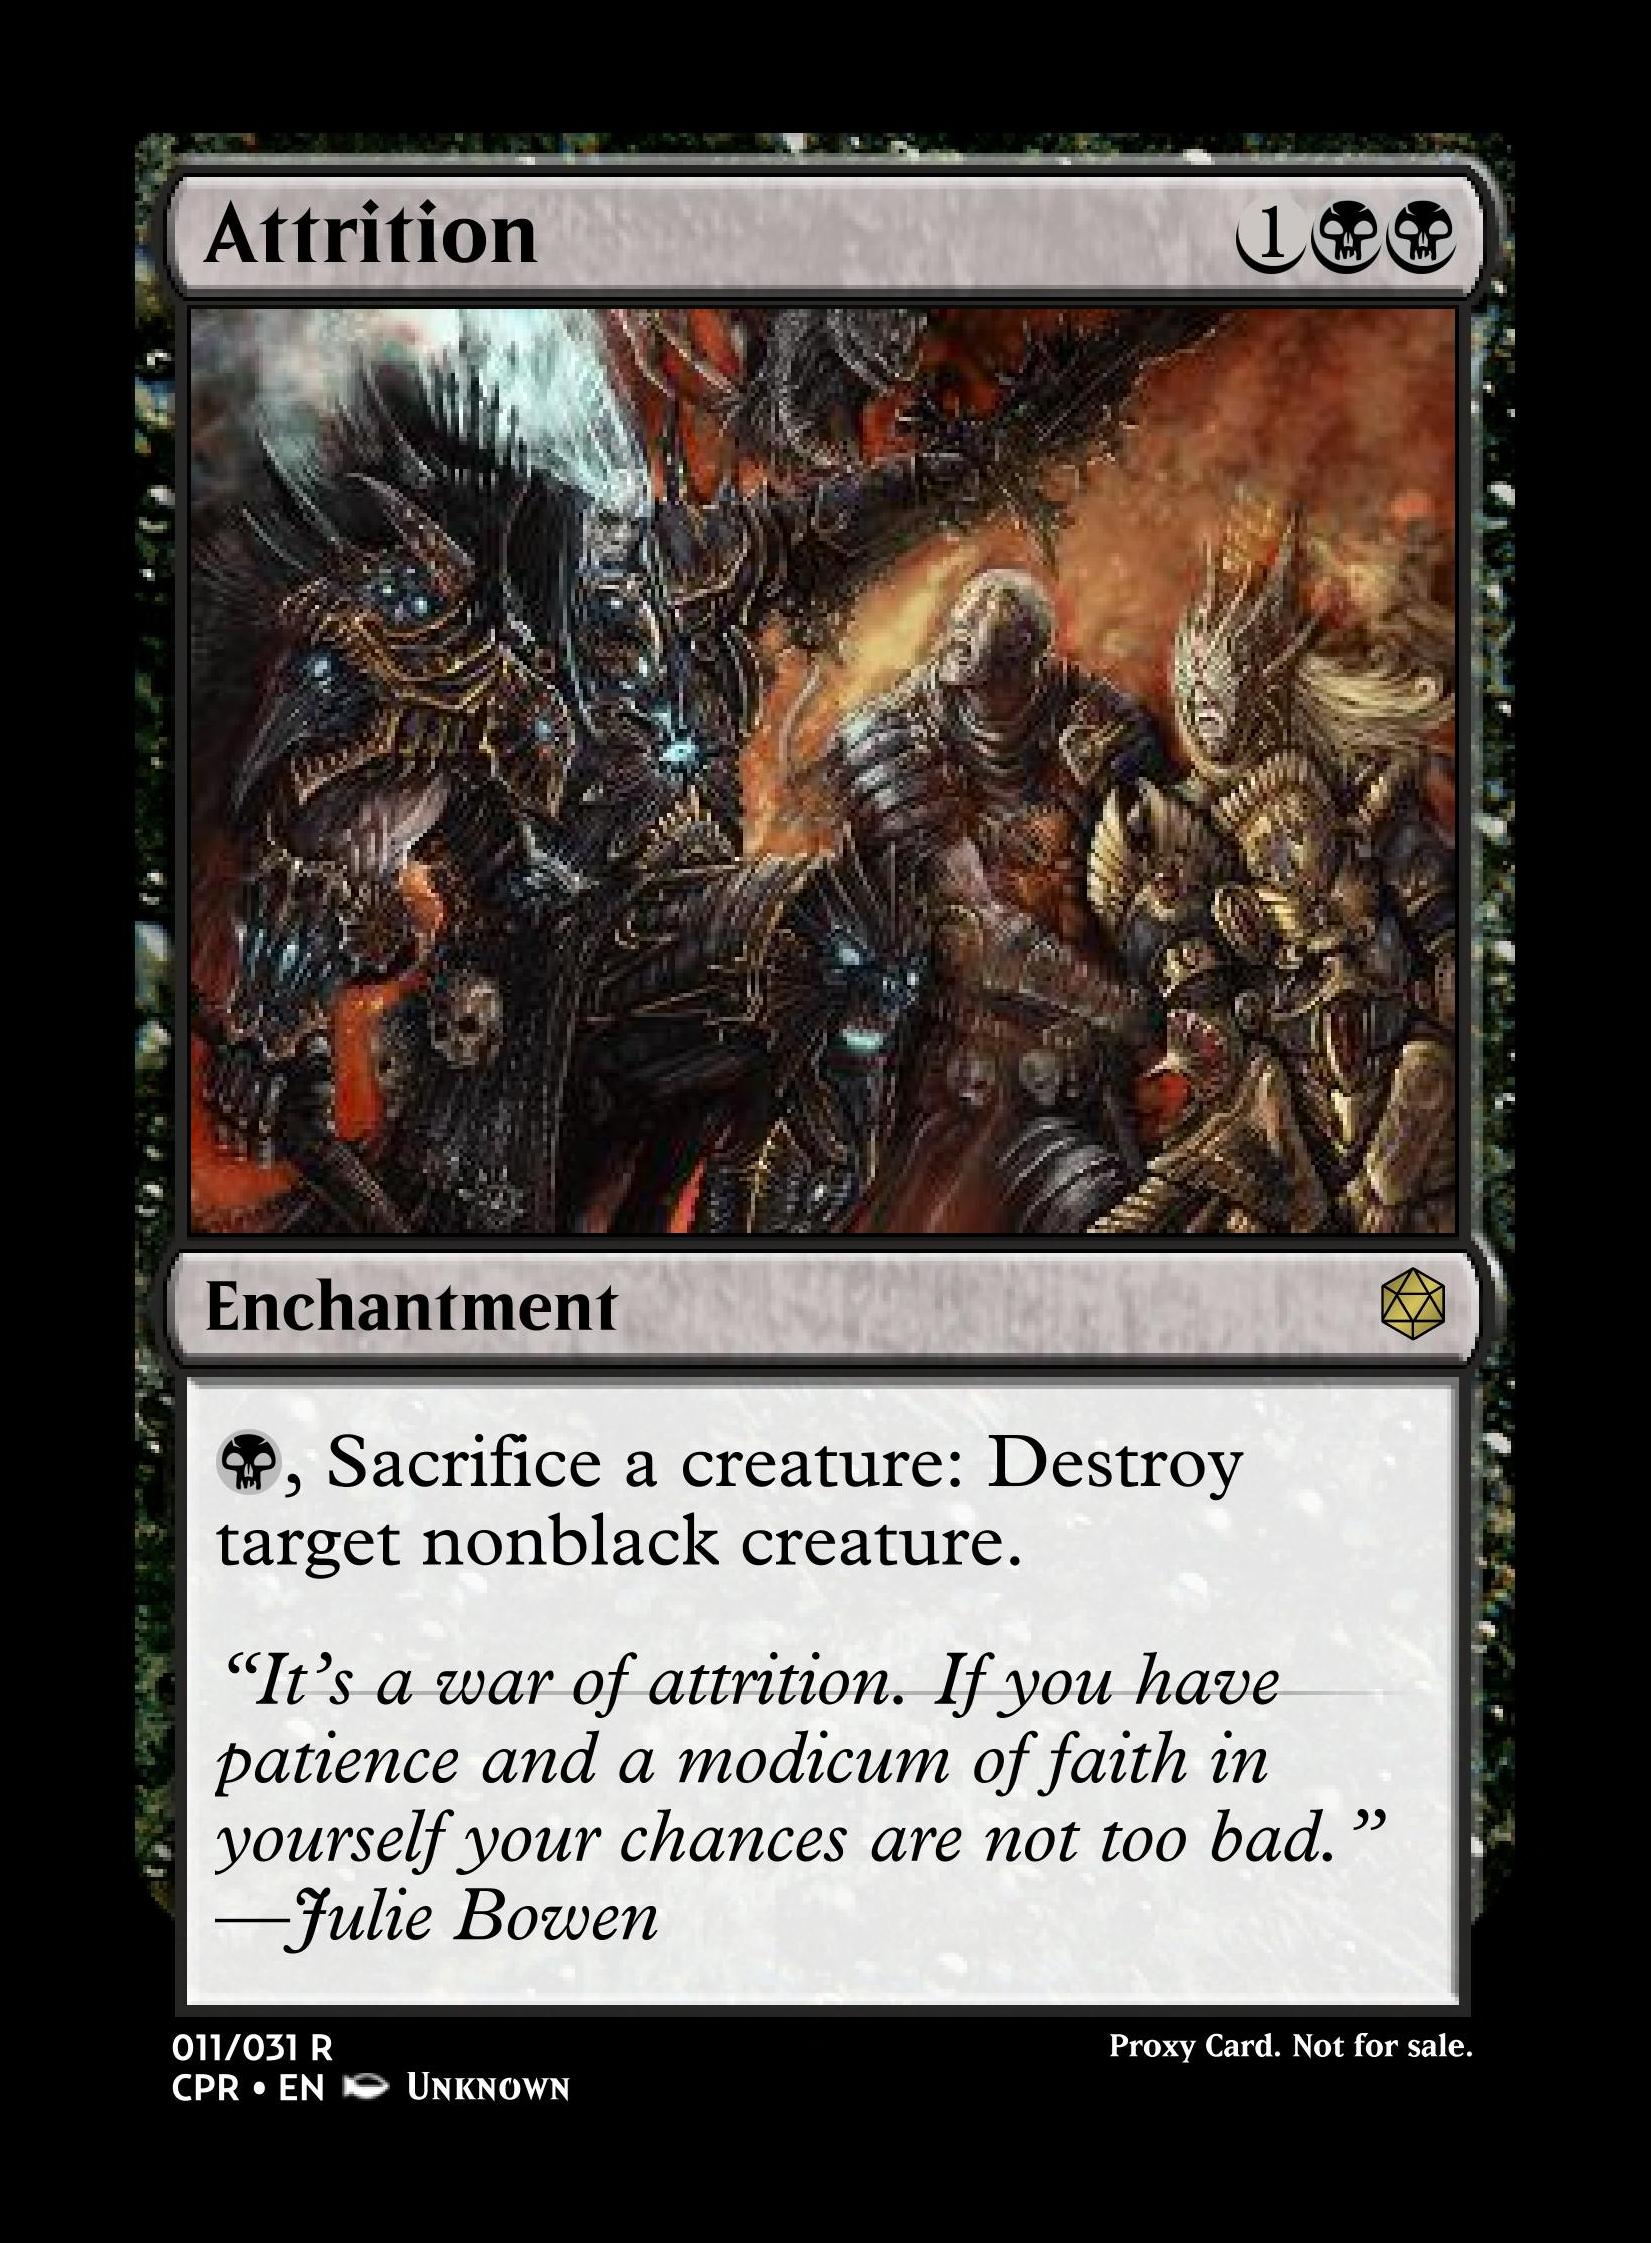 Attrition 1
Enchantment
, Sacrifice a creature: Destroy
target nonblack creature.
“It’s a war of attrition. If you have
patience and a modicum of faith in
yourself your chances are not too bad.”
—Julie Bowen
011/031 R
Proxy Card. Not for sale.
CPR • EN UNKNOWN